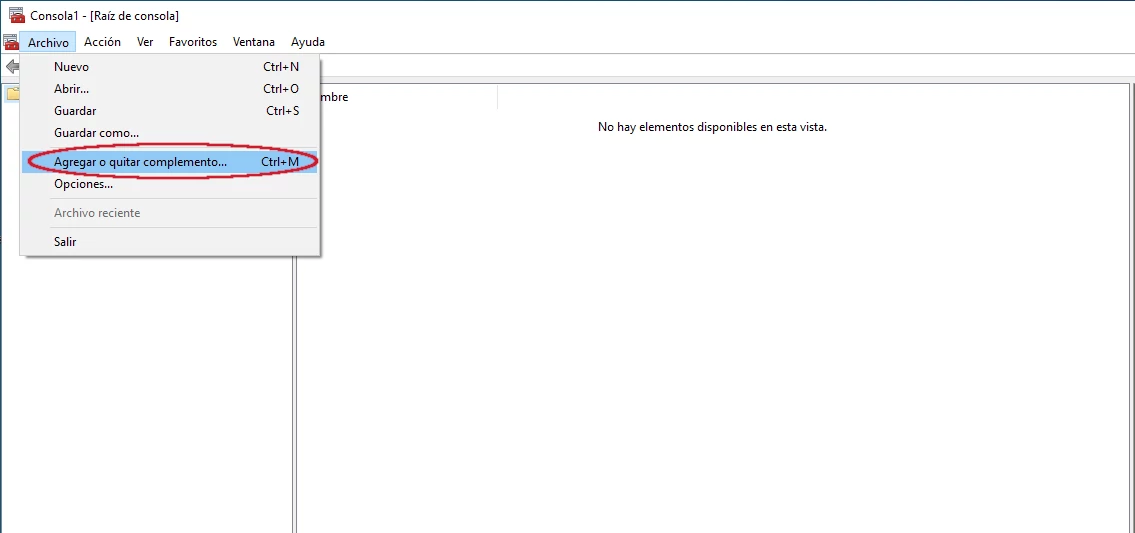 Consola1 - [Raíz de consola]
Archivo Acción Ver Favoritos Ventana Ayuda
Nuevo Ctrl+N
Abrir... Ctrl+O
Guardar Ctrl+S
Guardar como...
Agregar o quitar complemento... Ctrl+M
Opciones...
Archivo reciente
Salir
mbre
No hay elementos disponibles en esta vista.